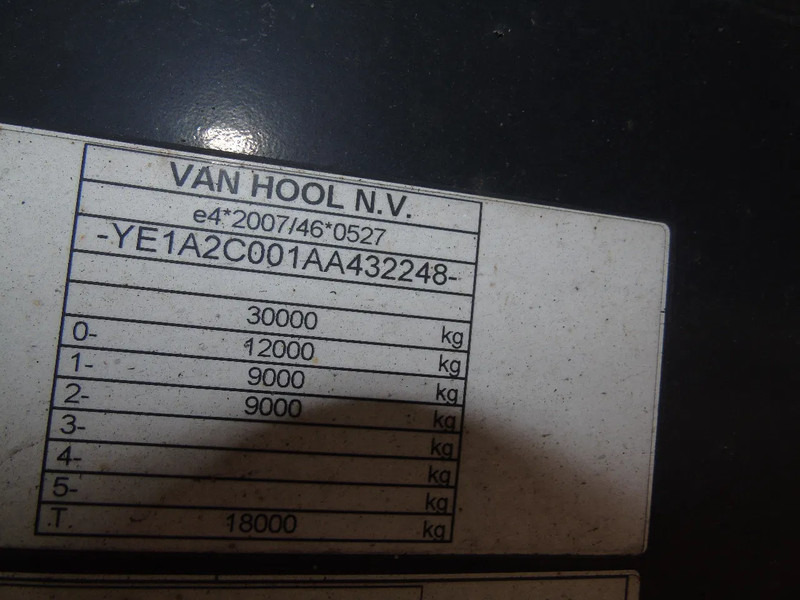 VAN HOOL N.V.
e4*2007/46*0527
-YE1A2C001AA432248-
30000 kg
0- 12000 kg
1- 9000 kg
2- 9000 kg
3- kg
4- kg
5- kg
T. 18000 kg